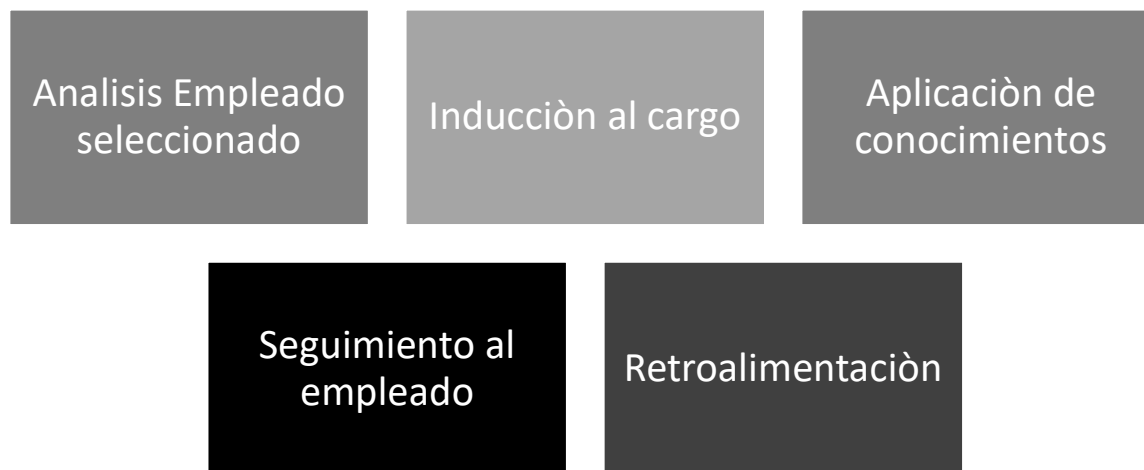 Analisis Empleado
seleccionado
Inducciòn al cargo
Aplicaciòn de
conocimientos
Seguimiento al
empleado
Retroalimentaciòn